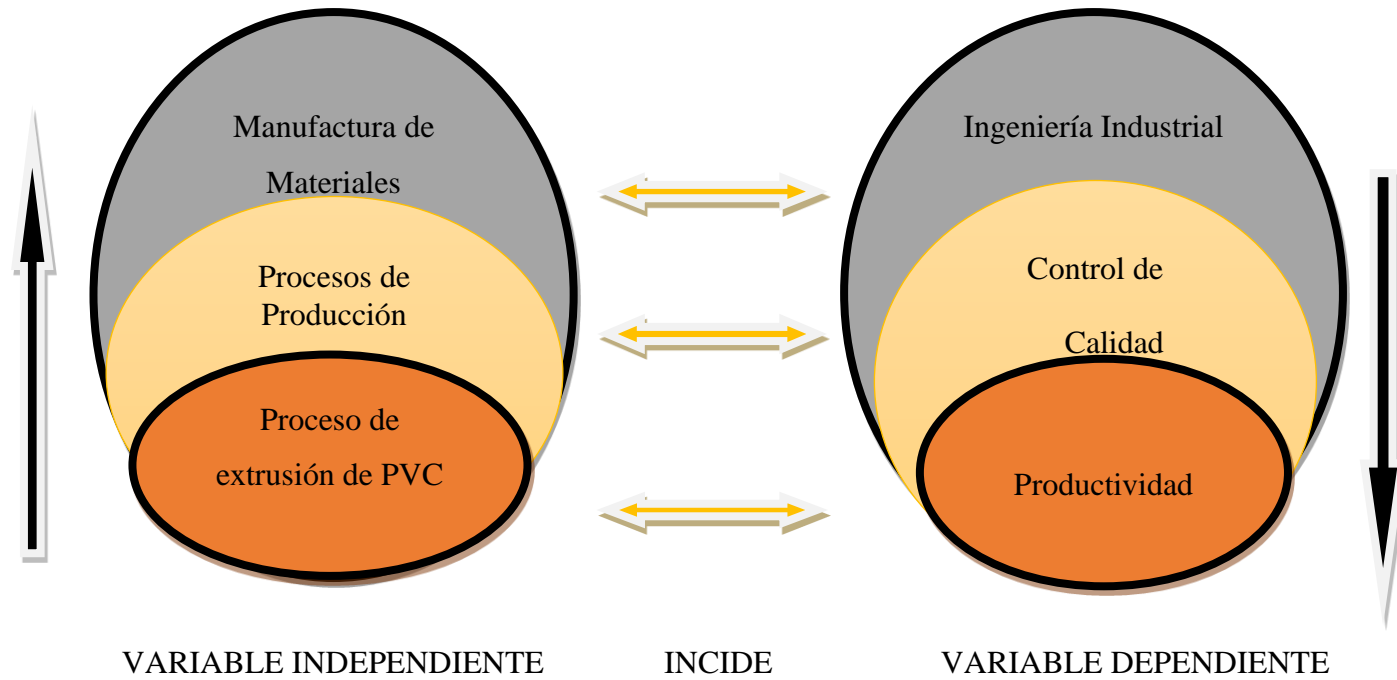 Manufactura de
Materiales
Procesos de
Producción
Proceso de
extrusión de PVC
Ingeniería Industrial
Control de
Calidad
Productividad
VARIABLE INDEPENDIENTE
INCIDE
VARIABLE DEPENDIENTE